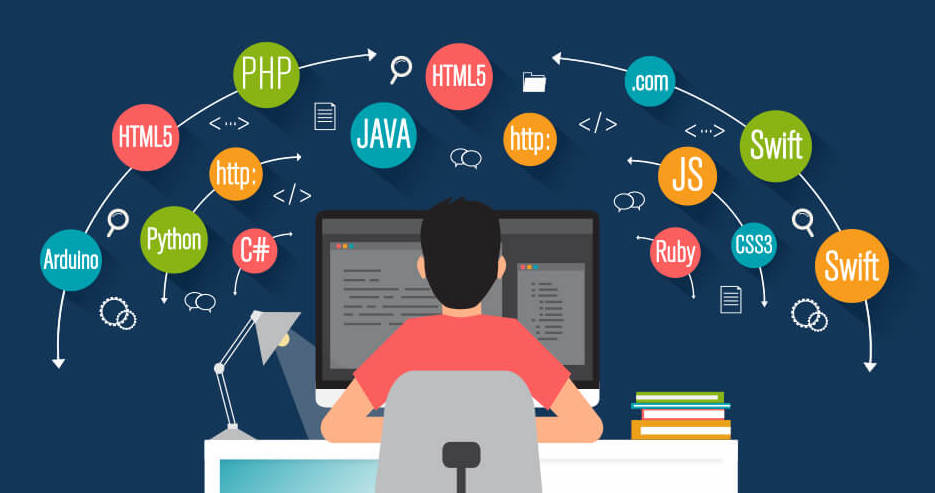 PHP
HTML5
.com
HTML5
JAVA
http:
Swift
http:
JS
Arduino
Python
C#
Ruby
CSS3
Swift
<...>
</>
</>
<...>